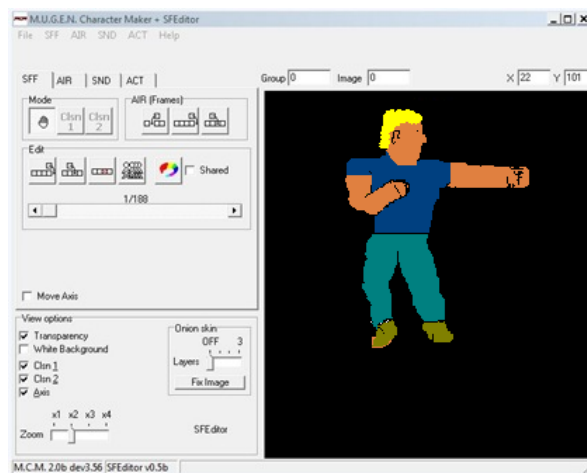 M.U.G.E.N. Character Maker + SFEditor
File SFF AIR SND ACT Help
SFF AIR SND ACT
Group 0 Image 0 X 22 Y 101
Mode
Clsn 1
Clsn 2
AIR (Frames)
Edit
Shared
1/188
Move Axis
View options
Transparency
White Background
Clsn 1
Clsn 2
Axis
Onion skin
OFF 3
Layers
Fix Image
x1 x2 x3 x4
Zoom
SFEditor
M.C.M. 2.0b dev3.56 SFEditor v0.5b